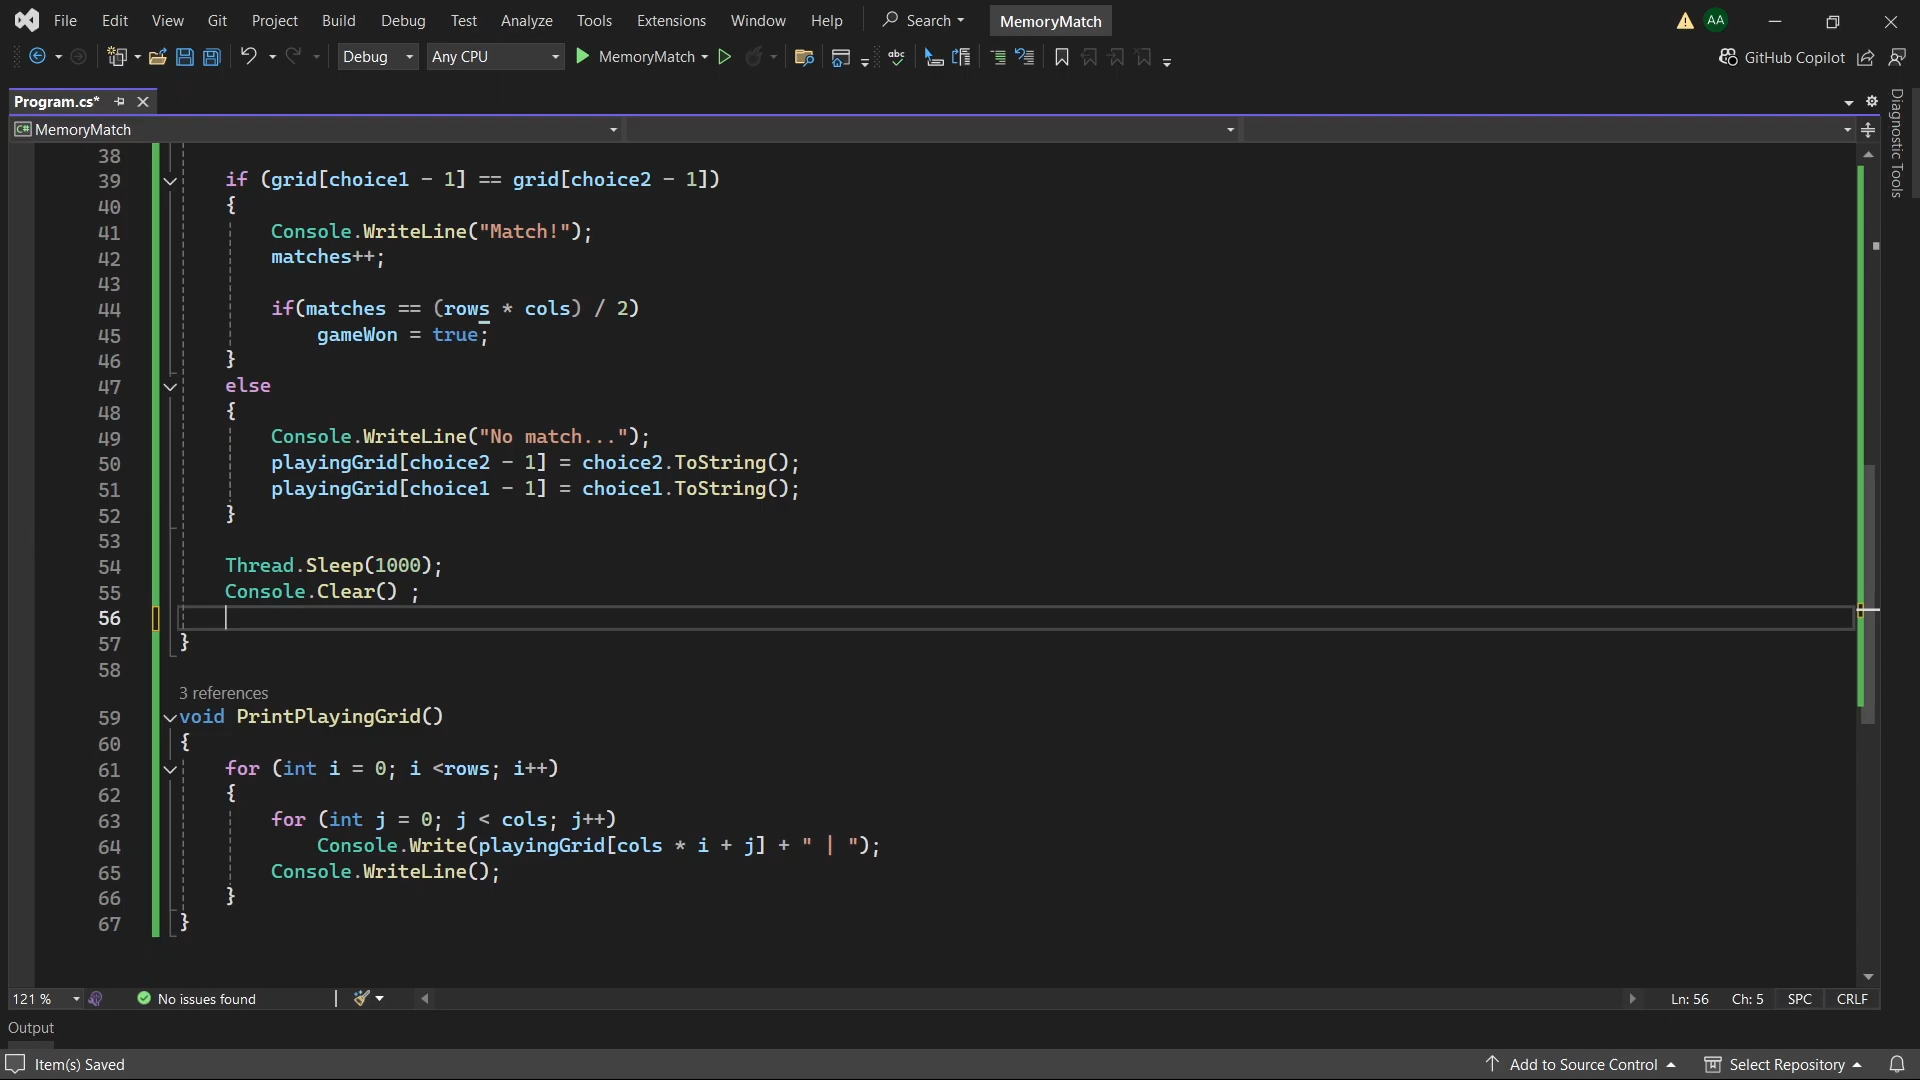 File Edit View Git Project Build Debug Test Analyze Tools Extensions Window Help Search MemoryMatch AA
Debug Any CPU MemoryMatch abc GitHub Copilot
Program.cs*
Diagnostic Tools
C# MemoryMatch
38
39 if (grid[choice1 - 1] == grid[choice2 - 1])
40 {
41 Console.WriteLine("Match!");
42 matches++;
43
44 if(matches == (rows * cols) / 2)
45 gameWon = true;
46 }
47 else
48 {
49 Console.WriteLine("No match...");
50 playingGrid[choice2 - 1] = choice2.ToString();
51 playingGrid[choice1 - 1] = choice1.ToString();
52 }
53
54 Thread.Sleep(1000);
55 Console.Clear() ;
56
57 }
58
3 references
59 void PrintPlayingGrid()
60 {
61 for (int i = 0; i <rows; i++)
62 {
63 for (int j = 0; j < cols; j++)
64 Console.Write(playingGrid[cols * i + j] + " | ");
65 Console.WriteLine();
66 }
67 }
121 % No issues found Ln: 56 Ch: 5 SPC CRLF
Output
Item(s) Saved Add to Source Control Select Repository